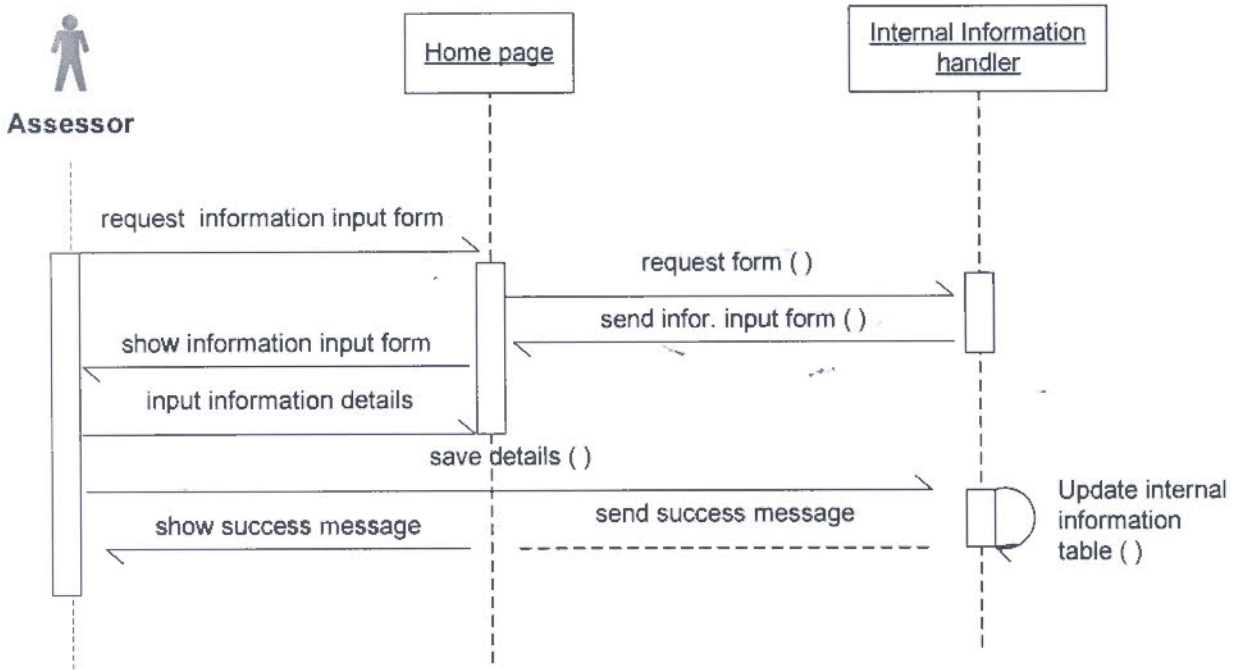 Home page
Internal Information
handler
Assessor
request information input form
request form ( )
send infor. input form ( )
show information input form
input information details
save details ( )
send success message
show success message
Update internal
information
table ( )